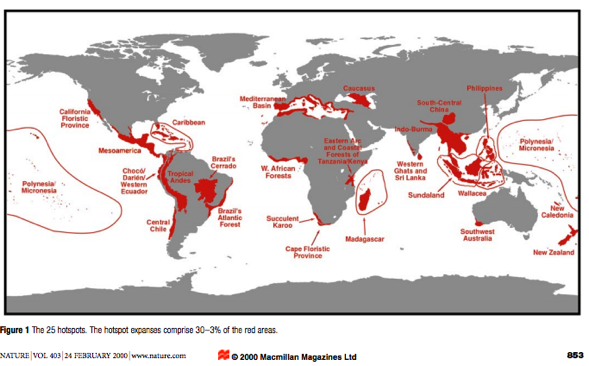 California
Floristic
Province
Caribbean
Mesoamerica
Chocó/
Darién/
Western
Ecuador
Tropical
Andes
Brazil's
Cerrado
Polynesia/
Micronesia
Central
Chile
Brazil's
Atlantic
Forest
Mediterranean
Basin
Caucasus
W. African
Forests
Eastern Arc
and Coastal
Forests of
Tanzania/Kenya
Succulent
Karoo
Cape Floristic
Province
Madagascar
Philippines
South-Central
China
Indo-Burma
Western
Ghats and
Sri Lanka
Sundaland
Wallacea
Polynesia/
Micronesia
New
Caledonia
Southwest
Australia
New Zealand
Figure 1 The 25 hotspots. The hotspot expanses comprise 30–3% of the red areas.
NATURE | VOL 403 | 24 FEBRUARY 2000 | www.nature.com
© 2000 Macmillan Magazines Ltd
853